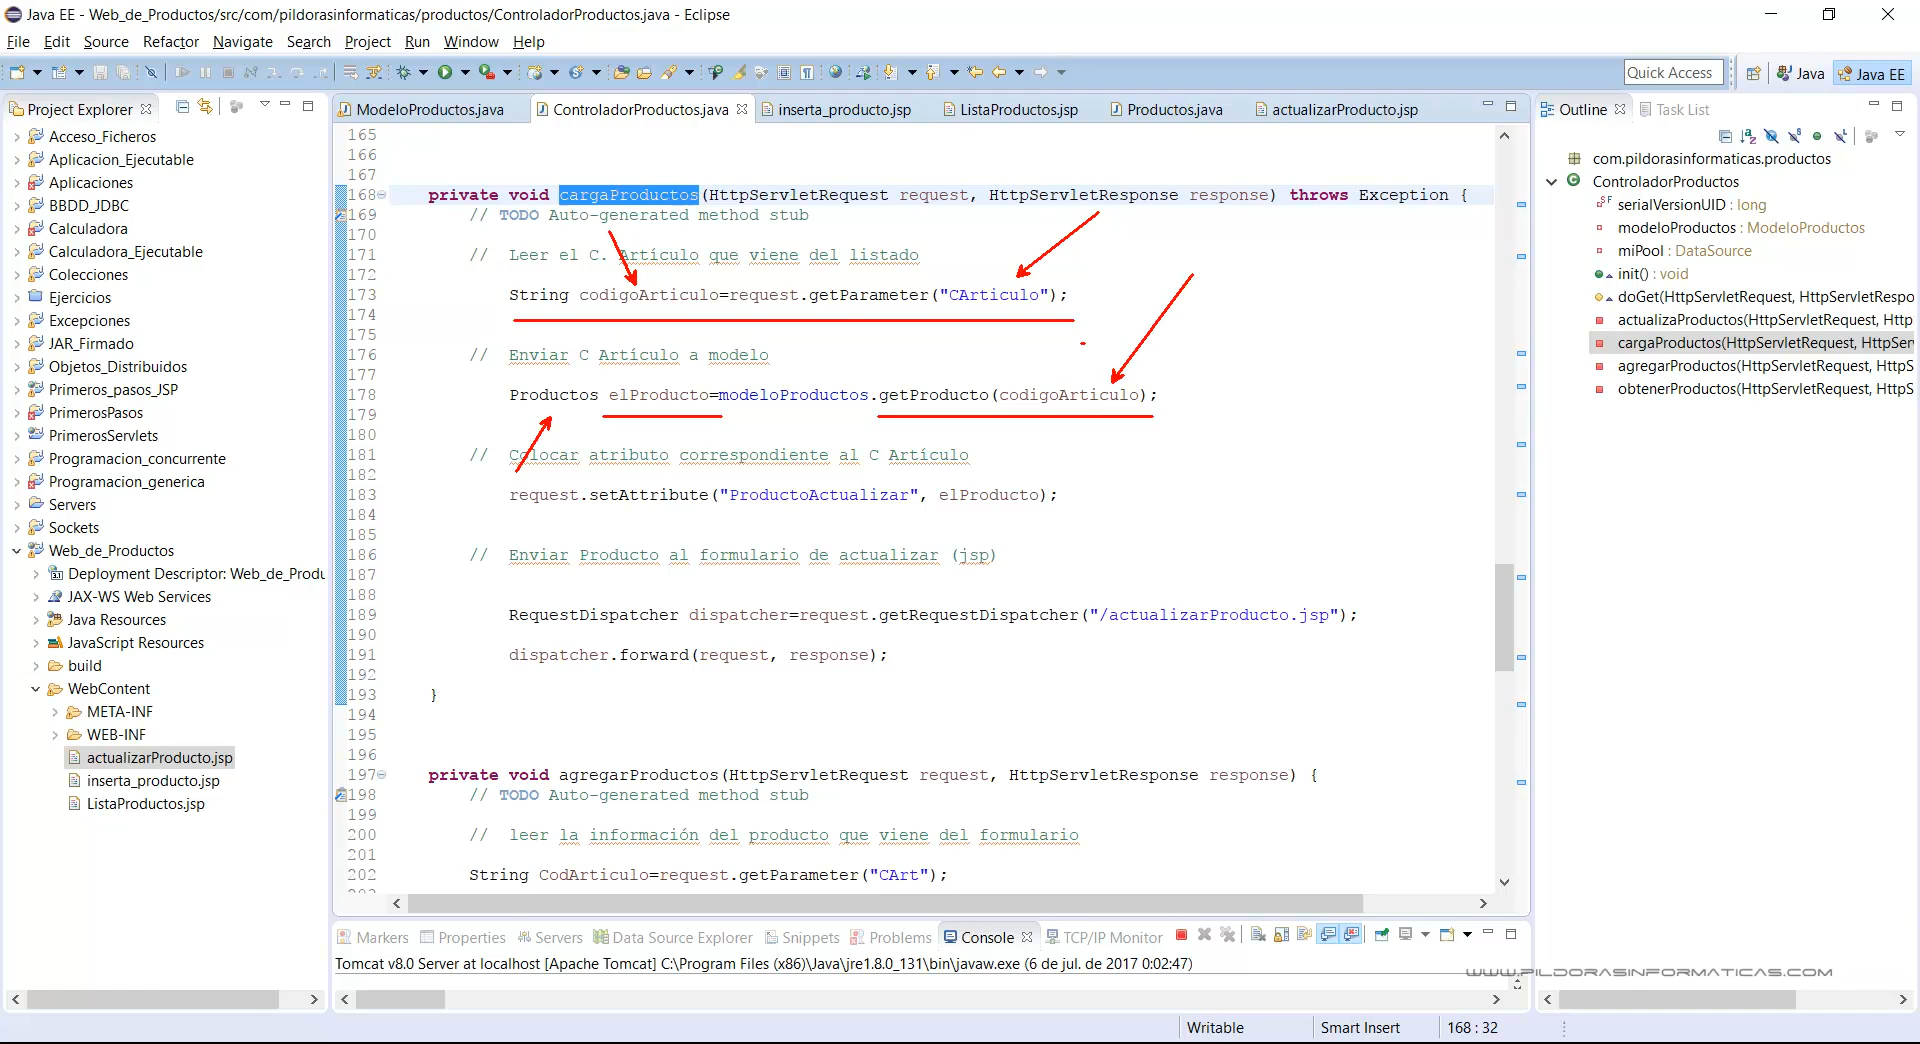 Java EE - Web_de_Productos/src/com/pildorasinformaticas/productos/ControladorProductos.java - Eclipse
File Edit Source Refactor Navigate Search Project Run Window Help
Quick Access Java Java EE
Project Explorer
Acceso_Ficheros
Aplicacion_Ejecutable
Aplicaciones
BBDD_JDBC
Calculadora
Calculadora_Ejecutable
Colecciones
Ejercicios
Excepciones
JAR_Firmado
Objetos_Distribuidos
Primeros_pasos_JSP
PrimerosPasos
PrimerosServlets
Programacion_concurrente
Programacion_generica
Servers
Sockets
Web_de_Productos
Deployment Descriptor: Web_de_Produ
JAX-WS Web Services
Java Resources
JavaScript Resources
build
WebContent
META-INF
WEB-INF
actualizarProducto.jsp
inserta_producto.jsp
ListaProductos.jsp
ModeloProductos.java ControladorProductos.java inserta_producto.jsp ListaProductos.jsp Productos.java actualizarProducto.jsp
165
166
167
168 private void cargaProductos(HttpServletRequest request, HttpServletResponse response) throws Exception {
169 // TODO Auto-generated method stub
170
171 // Leer el C. Artículo que viene del listado
172
173 String codigoArticulo=request.getParameter("CArticulo");
174
175
176 // Enviar C Artículo a modelo
177
178 Productos elProducto=modeloProductos.getProducto(codigoArticulo);
179
180
181 // Colocar atributo correspondiente al C Artículo
182
183 request.setAttribute("ProductoActualizar", elProducto);
184
185
186 // Enviar Producto al formulario de actualizar (jsp)
187
188
189 RequestDispatcher dispatcher=request.getRequestDispatcher("/actualizarProducto.jsp");
190
191 dispatcher.forward(request, response);
192
193 }
194
195
196
197 private void agregarProductos(HttpServletRequest request, HttpServletResponse response) {
198 // TODO Auto-generated method stub
199
200 // leer la información del producto que viene del formulario
201
202 String CodArticulo=request.getParameter("CArt");
203
Outline Task List
com.pildorasinformaticas.productos
ControladorProductos
serialVersionUID : long
modeloProductos : ModeloProductos
miPool : DataSource
init() : void
doGet(HttpServletRequest, HttpServletRespo
actualizaProductos(HttpServletRequest, Http
cargaProductos(HttpServletRequest, HttpSer
agregarProductos(HttpServletRequest, HttpS
obtenerProductos(HttpServletRequest, HttpS
Markers Properties Servers Data Source Explorer Snippets Problems Console TCP/IP Monitor
Tomcat v8.0 Server at localhost [Apache Tomcat] C:\Program Files (x86)\Java\jre1.8.0_131\bin\javaw.exe (6 de jul. de 2017 0:02:47)
WWW.PILDORASINFORMATICAS.COM
Writable Smart Insert 168 : 32